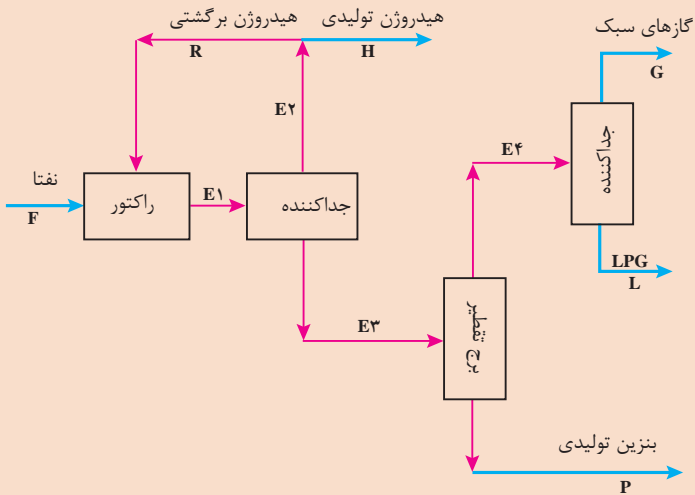 هیدروژن برگشتی
هیدروژن تولیدی
گازهای سبک
R
H
G
E۲
جداکننده
E۴
نفتا
F
راکتور
E۱
جداکننده
LPG
L
E۳
برج تقطیر
بنزین تولیدی
P